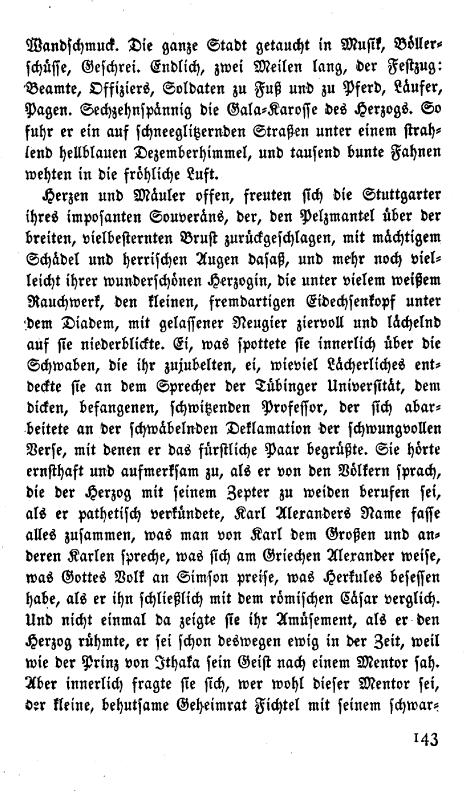 Wandschmuck. Die ganze Stadt getaucht in Musik, Böller-
schüsse, Geschrei. Endlich, zwei Meilen lang, der Festzug:
Beamte, Offiziers, Soldaten zu Fuß und zu Pferd, Läufer,
Pagen. Sechzehnspännig die Gala-Karosse des Herzogs. So
fuhr er ein auf schneeglitzernden Straßen unter einem strah-
lend hellblauen Dezemberhimmel, und tausend bunte Fahnen
wehten in die fröhliche Luft.
Herzen und Mäuler offen, freuten sich die Stuttgarter
ihres imposanten Souveräns, der, den Pelzmantel über der
breiten, vielbesternten Brust zurückgeschlagen, mit mächtigem
Schädel und herrischen Augen dasaß, und mehr noch viel-
leicht ihrer wunderschönen Herzogin, die unter vielem weißem
Rauchwerk, den kleinen, fremdartigen Eidechsenkopf unter
dem Diadem, mit gelassener Neugier ziervoll und lächelnd
auf sie niederblickte. Ei, was spottete sie innerlich über die
Schwaben, die ihr zujubelten, ei, wieviel Lächerliches ent-
deckte sie an dem Sprecher der Tübinger Universität, dem
dicken, befangenen, schwitzenden Professor, der sich abar-
beitete an der schwäbelnden Deklamation der schwungvollen
Verse, mit denen er das fürstliche Paar begrüßte. Sie hörte
ernsthaft und aufmerksam zu, als er von den Völkern sprach,
die der Herzog mit seinem Zepter zu weiden berufen sei,
als er pathetisch verkündete, Karl Alexanders Name fasse
alles zusammen, was man von Karl dem Großen und an-
deren Karlen spreche, was sich am Griechen Alexander weise,
was Gottes Volk an Simson preise, was Herkules besessen
habe, als er ihn schließlich mit dem römischen Cäsar verglich.
Und nicht einmal da zeigte sie ihr Amüsement, als er den
Herzog rühmte, er sei schon deswegen ewig in der Zeit, weil
wie der Prinz von Ithaka sein Geist nach einem Mentor sah.
Aber innerlich fragte sie sich, wer wohl dieser Mentor sei,
der kleine, behutsame Geheimrat Fichtel mit seinem schwar-
143